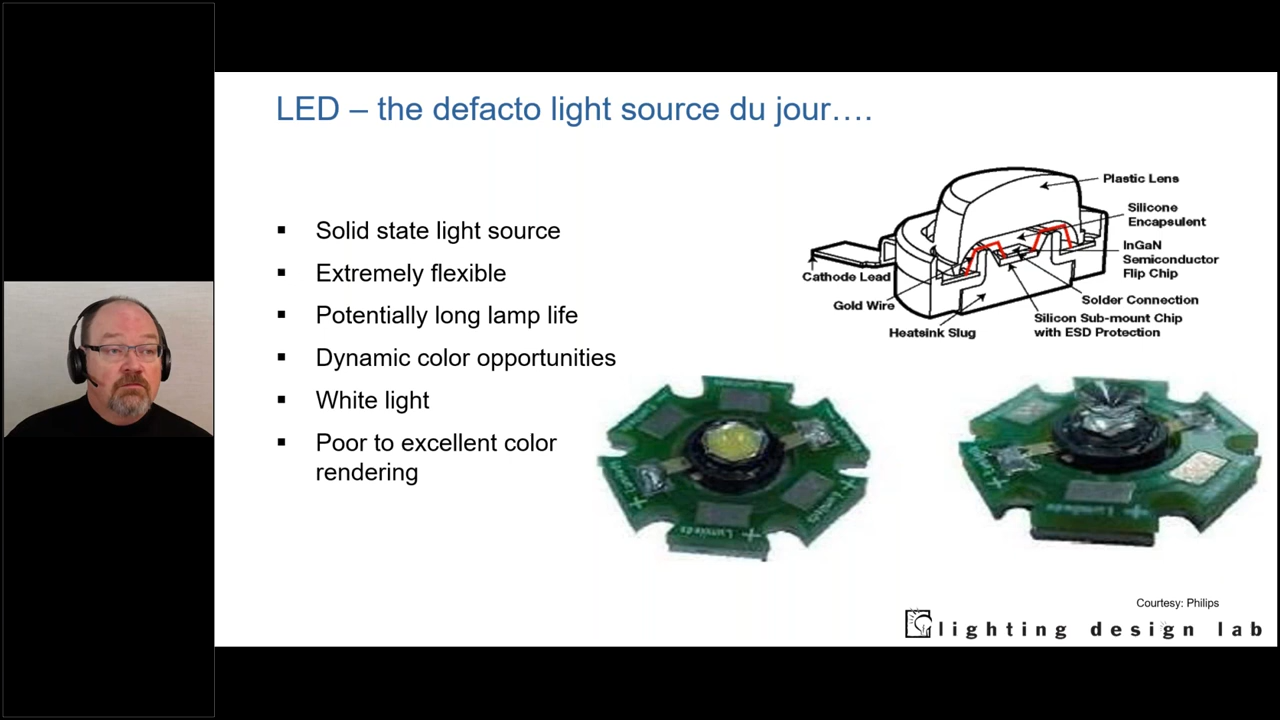 LED – the defacto light source du jour….
▪ Solid state light source
▪ Extremely flexible
▪ Potentially long lamp life
▪ Dynamic color opportunities
▪ White light
▪ Poor to excellent color
rendering
Plastic Lens
Silicone
Encapsulent
InGaN
Semiconductor
Flip Chip
Solder Connection
Silicon Sub-mount Chip
with ESD Protection
Cathode Lead
Gold Wire
Heatsink Slug
+ Lumileds
Courtesy: Philips
lighting design lab